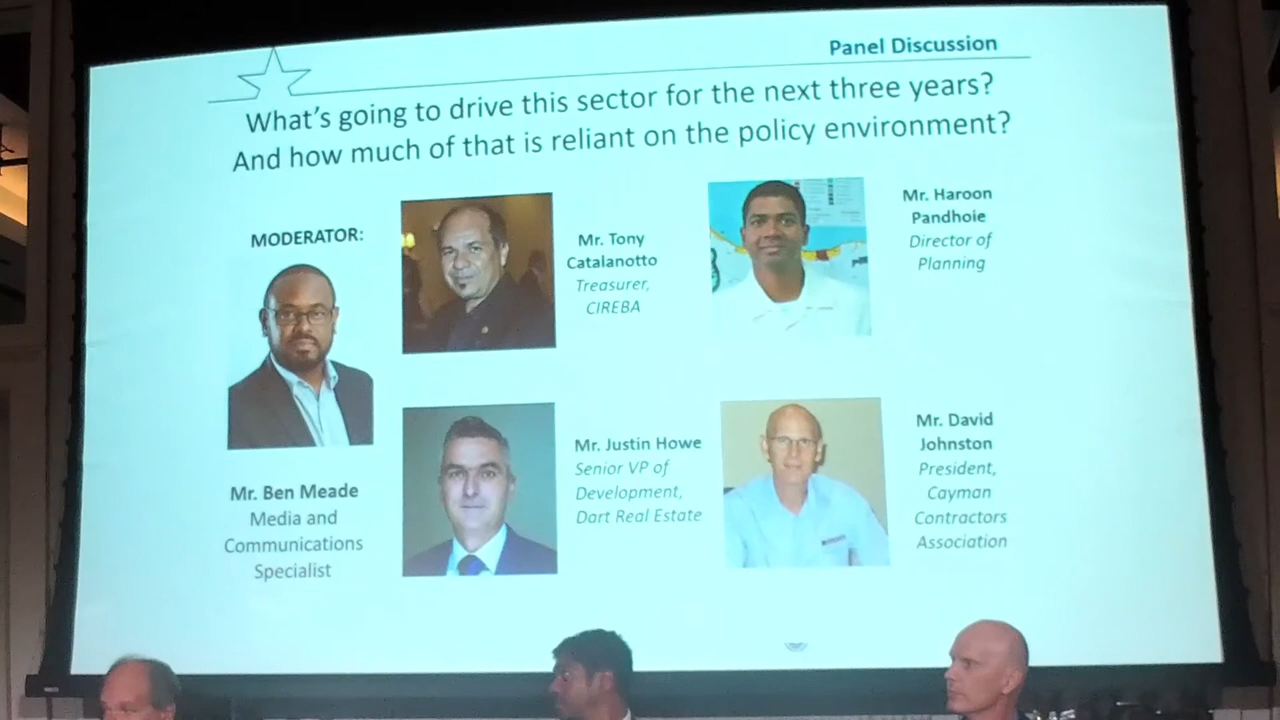 Panel Discussion
What's going to drive this sector for the next three years?
And how much of that is reliant on the policy environment?
MODERATOR:
Mr. Ben Meade
Media and
Communications
Specialist
Mr. Tony
Catalanotto
Treasurer,
CIREBA
Mr. Haroon
Pandhoie
Director of
Planning
Mr. Justin Howe
Senior VP of
Development,
Dart Real Estate
Mr. David
Johnston
President,
Cayman
Contractors
Association